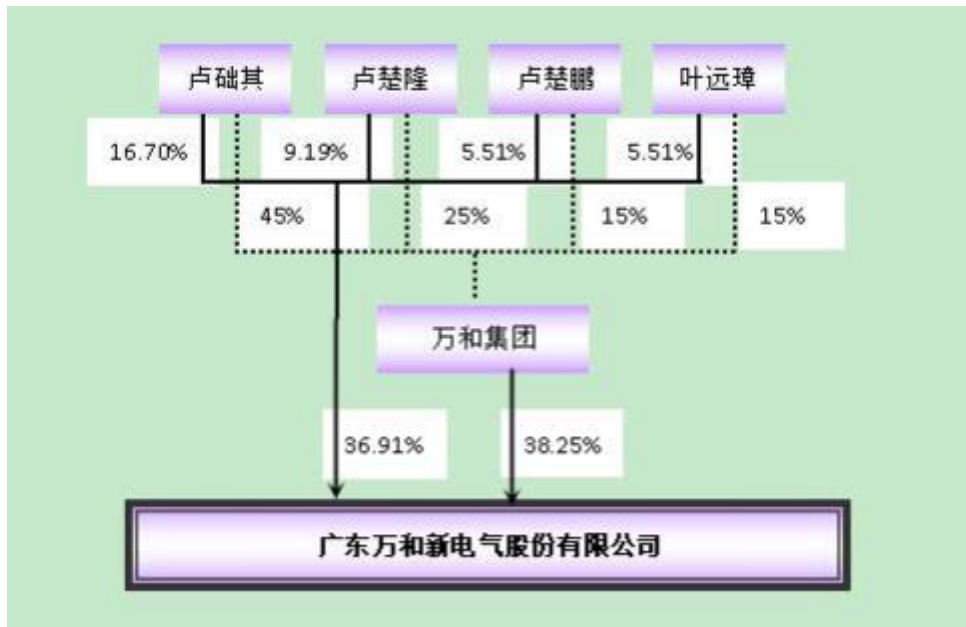 卢础其 卢楚隆 卢楚鹏 叶远璋
16.70% 9.19% 5.51% 5.51%
45% 25% 15% 15%
万和集团
36.91% 38.25%
广东万和新电气股份有限公司